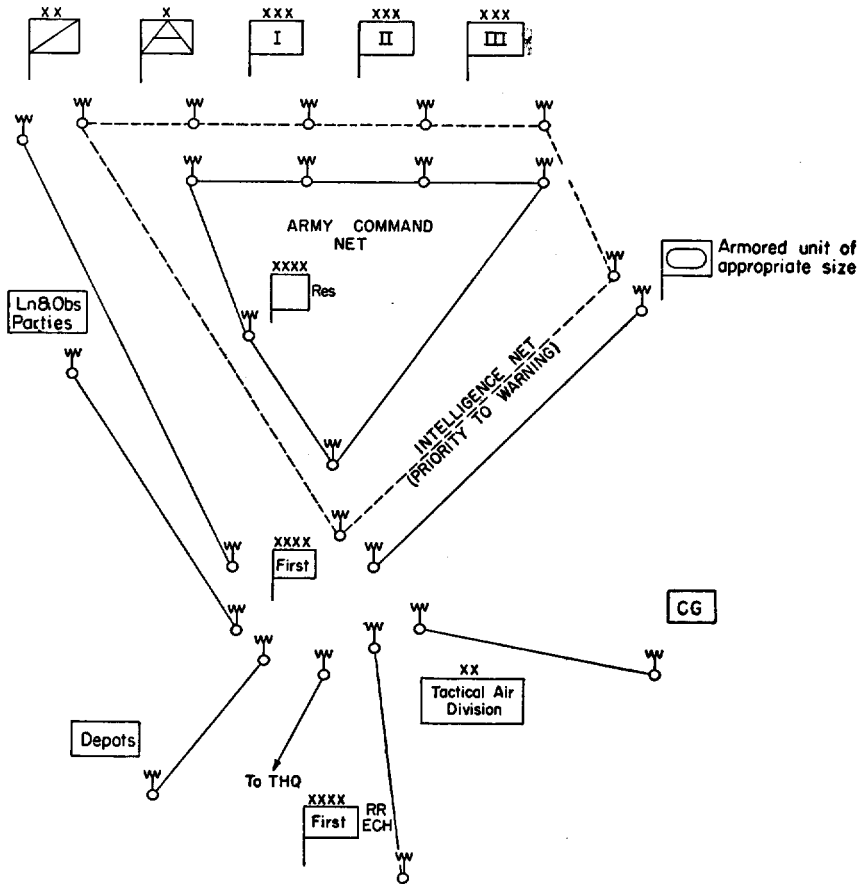 XX
X
XXX
XXX
XXX
I
II
III
ARMY COMMAND
NET
XXXX
Res
Armored unit of
appropriate size
Ln&Obs
Parties
INTELLIGENCE NET
(PRIORITY TO WARNING)
XXXX
First
CG
XX
Tactical Air
Division
Depots
To THQ
XXXX
First
RR
ECH